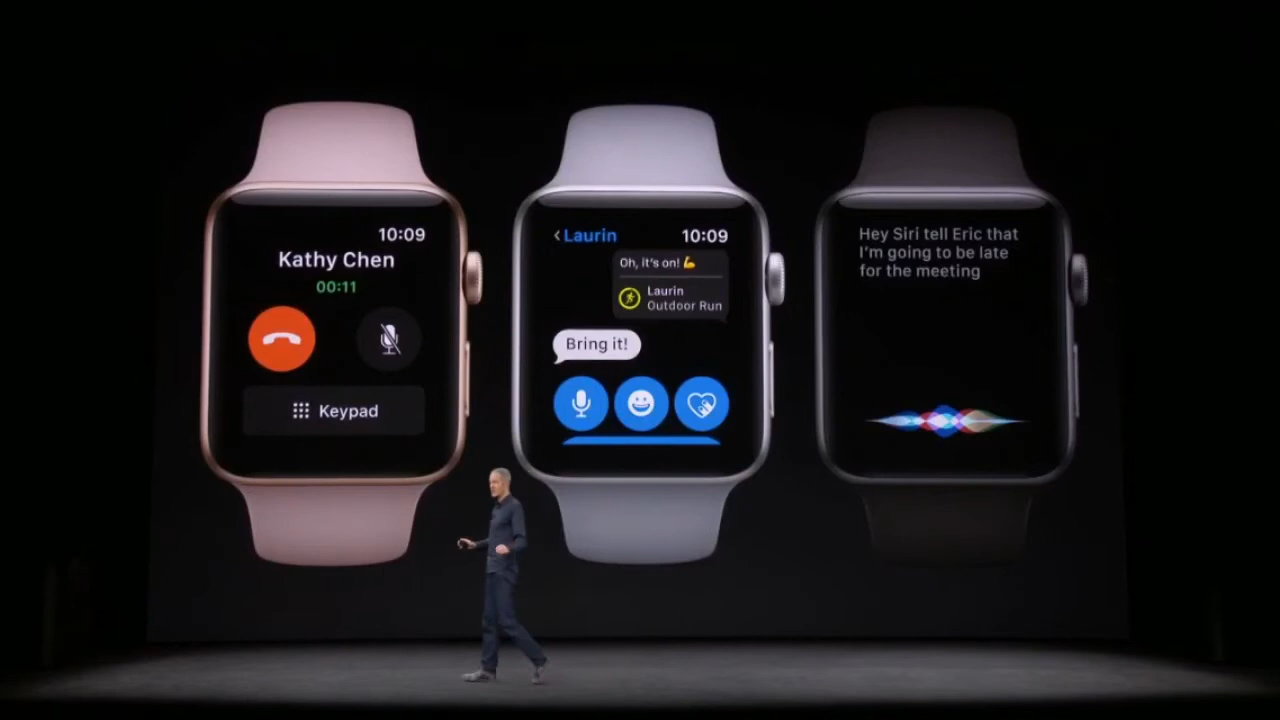 10:09
Kathy Chen
00:11
Keypad
Laurin
10:09
Oh, it's on! 💪
Laurin
Outdoor Run
Bring it!
Hey Siri tell Eric that
I'm going to be late
for the meeting